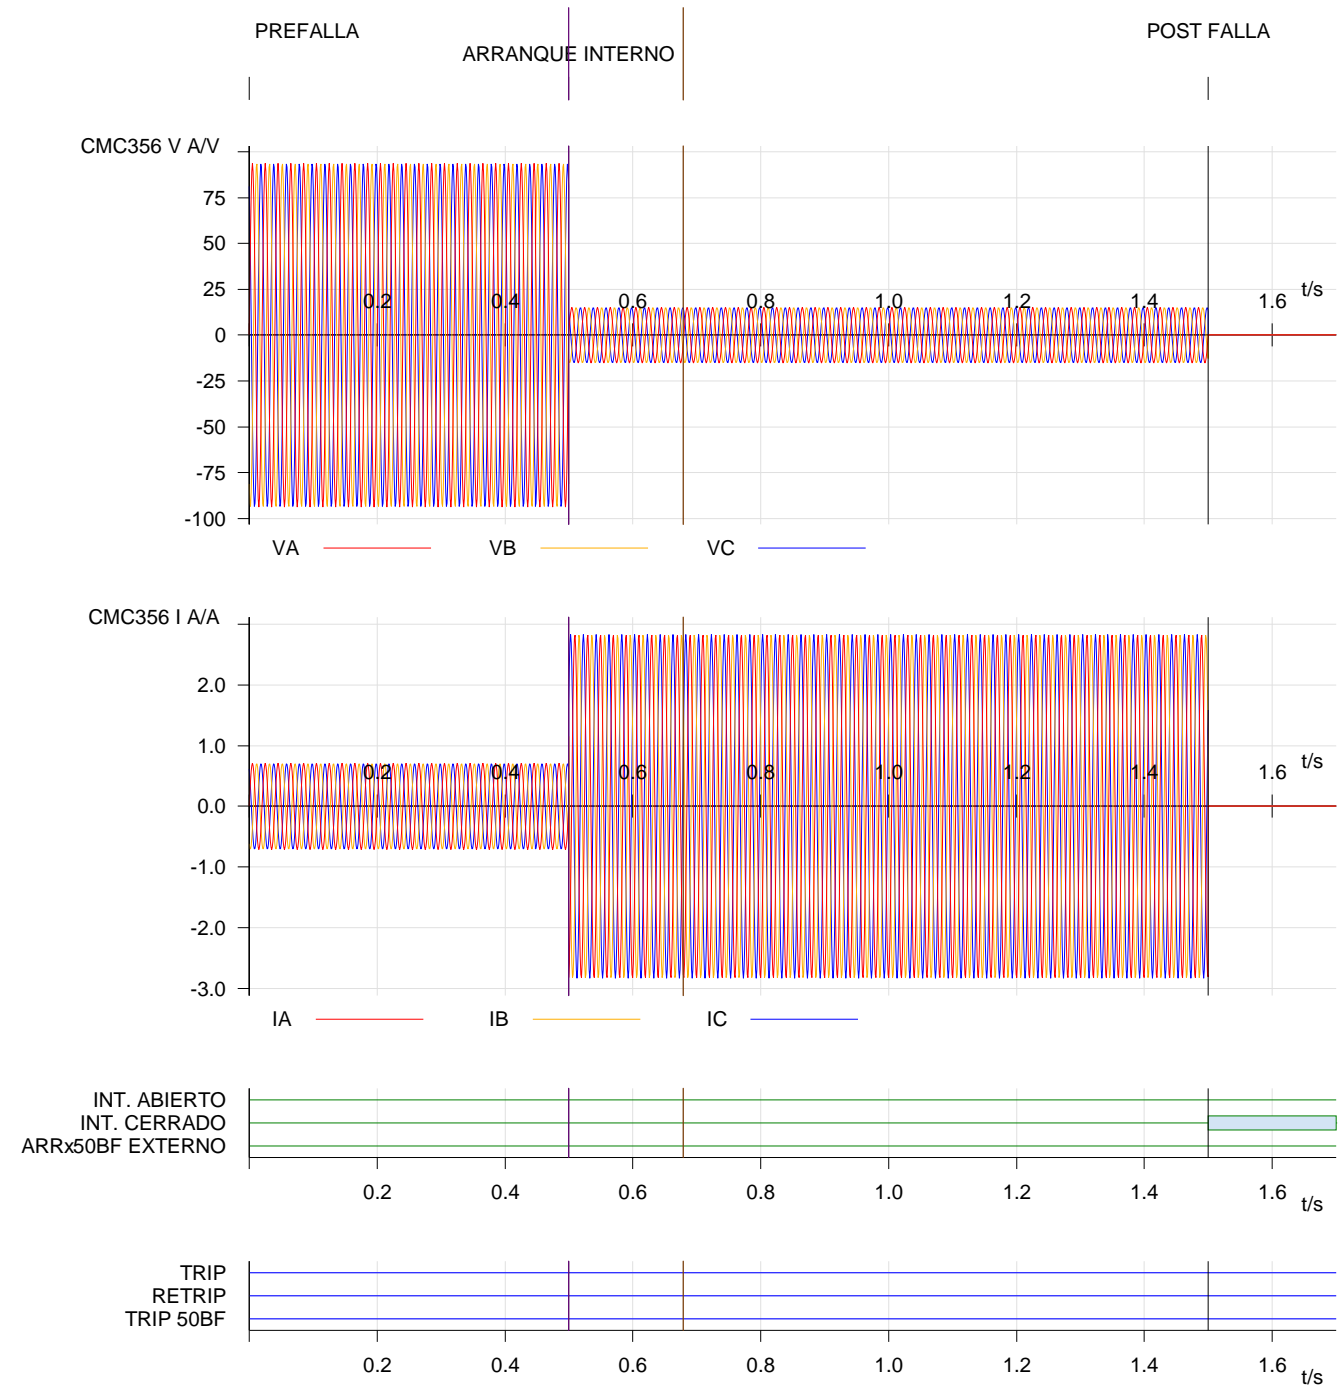 PREFALLA POST FALLA
ARRANQUE INTERNO
CMC356 V A/V
75
50
25
0.2 0.4 0.6 0.8 1.0 1.2 1.4 1.6 t/s
0
-25
-50
-75
-100
VA VB VC
CMC356 I A/A
2.0
1.0
0.2 0.4 0.6 0.8 1.0 1.2 1.4 1.6 t/s
0.0
-1.0
-2.0
-3.0
IA IB IC
INT. ABIERTO
INT. CERRADO
ARRx50BF EXTERNO
0.2 0.4 0.6 0.8 1.0 1.2 1.4 1.6 t/s
TRIP
RETRIP
TRIP 50BF
0.2 0.4 0.6 0.8 1.0 1.2 1.4 1.6 t/s